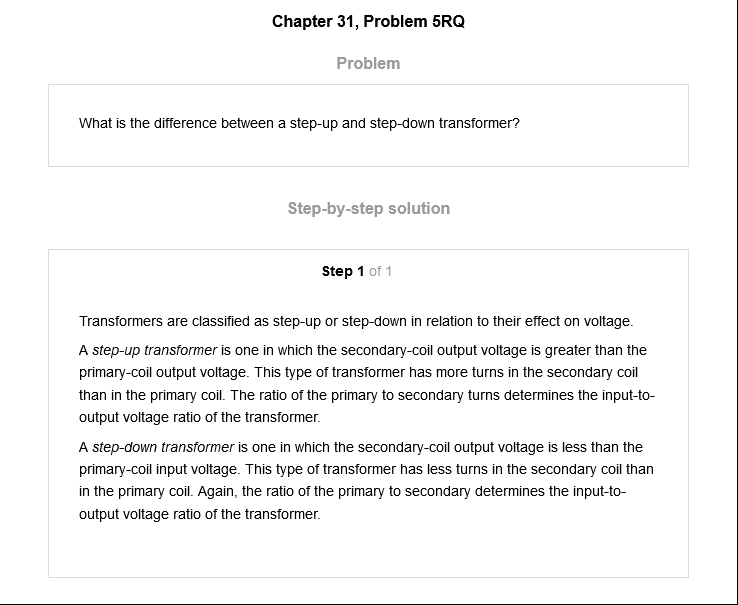 Chapter 31, Problem 5RQ
Problem
What is the difference between a step-up and step-down transformer?
Step-by-step solution
Step 1 of 1
Transformers are classified as step-up or step-down in relation to their effect on voltage.
A step-up transformer is one in which the secondary-coil output voltage is greater than the
primary-coil output voltage. This type of transformer has more turns in the secondary coil
than in the primary coil. The ratio of the primary to secondary turns determines the input-to-
output voltage ratio of the transformer.
A step-down transformer is one in which the secondary-coil output voltage is less than the
primary-coil input voltage. This type of transformer has less turns in the secondary coil than
in the primary coil. Again, the ratio of the primary to secondary determines the input-to-
output voltage ratio of the transformer.